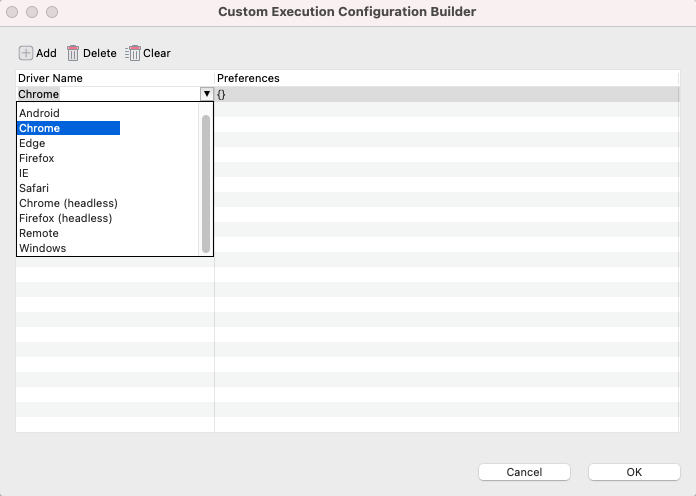 Custom Execution Configuration Builder
Add Delete Clear
Driver Name Preferences
Chrome {}
Android
Chrome
Edge
Firefox
IE
Safari
Chrome (headless)
Firefox (headless)
Remote
Windows
Cancel OK